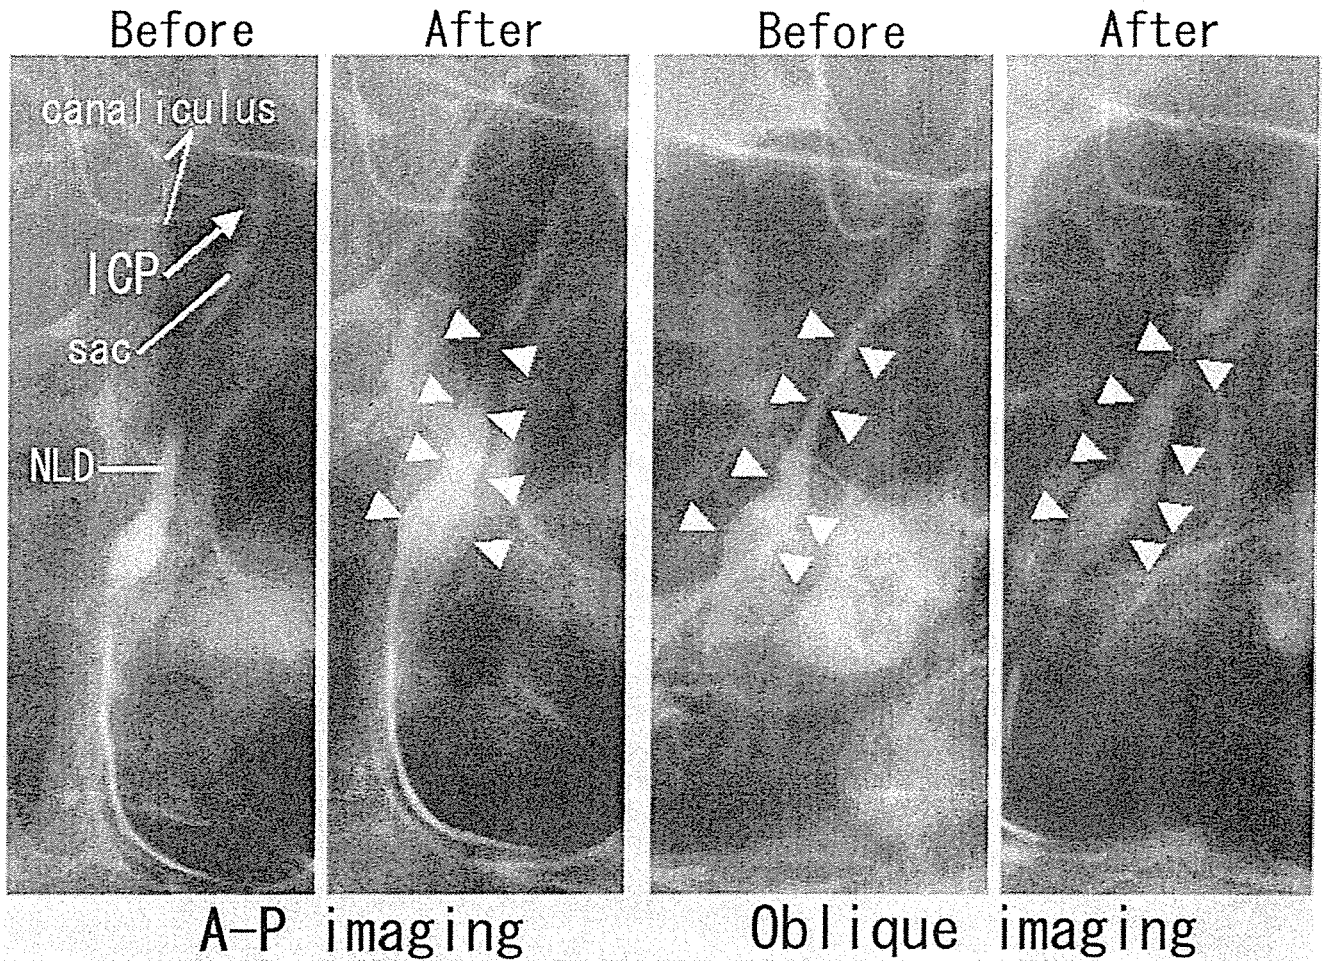 Before After Before After
canaliculus
ICP
sac
NLD
A-P imaging Oblique imaging